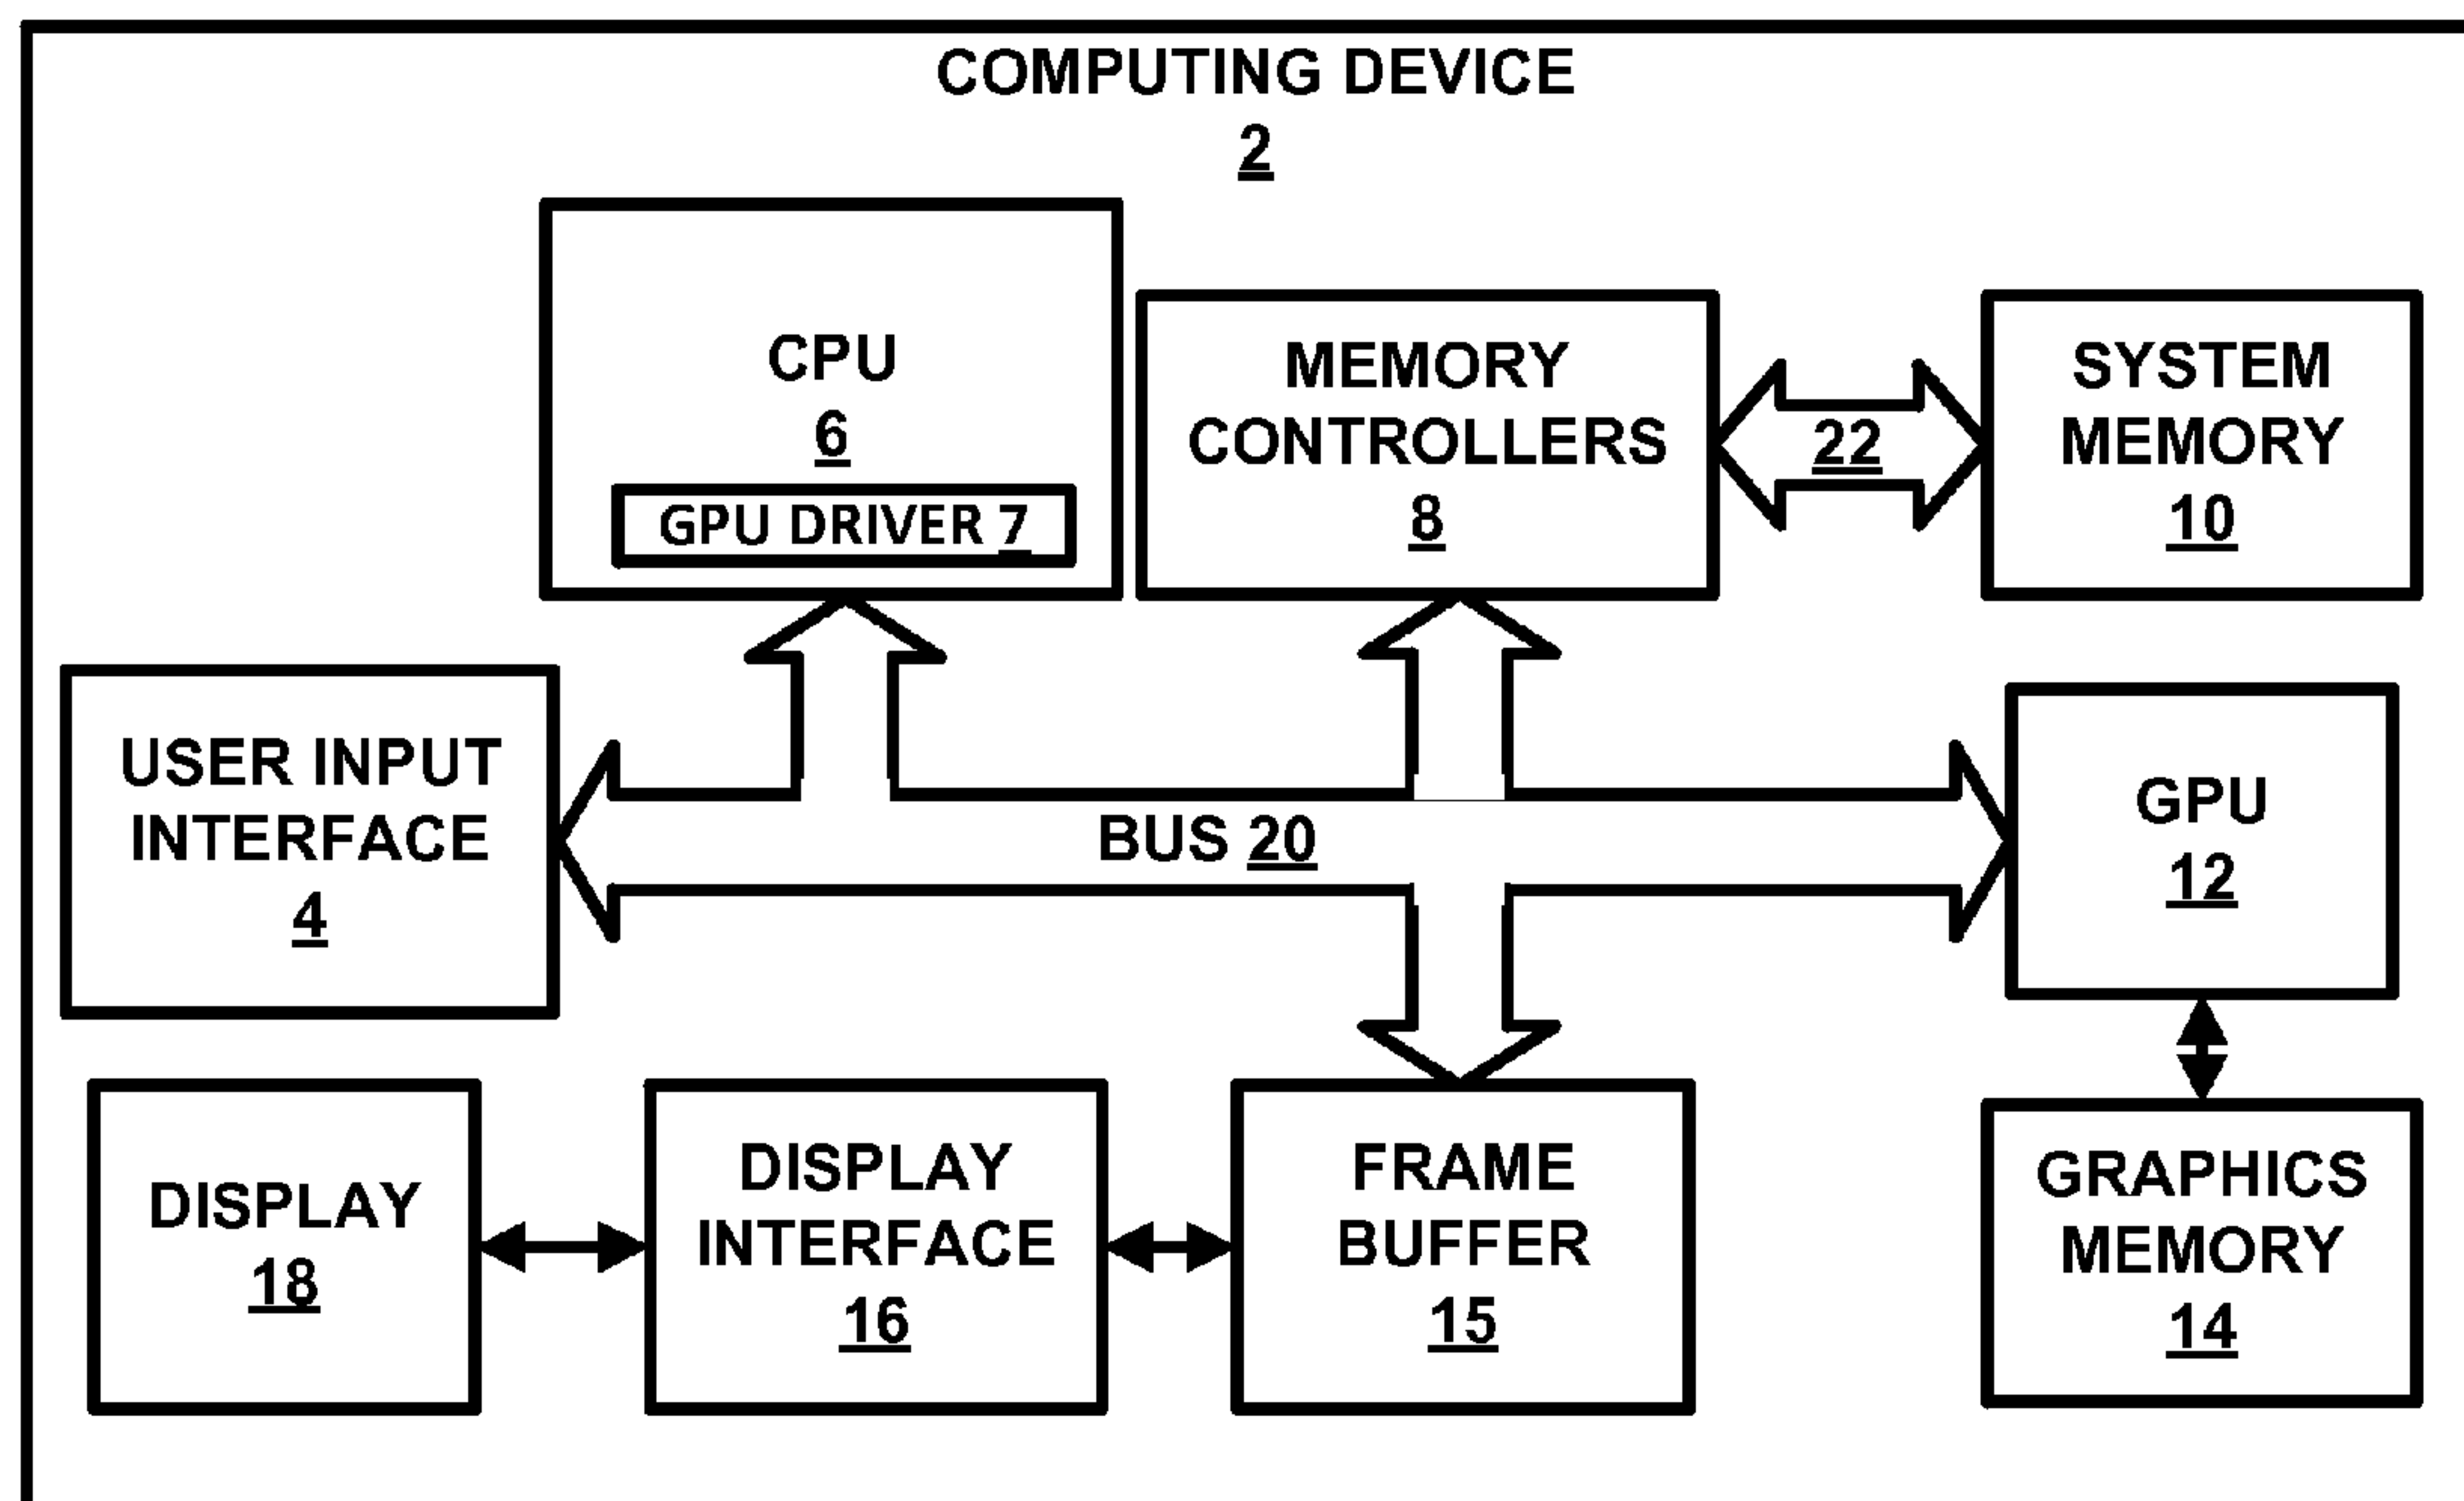 COMPUTING DEVICE
2
CPU
6
GPU DRIVER 7
MEMORY
CONTROLLERS
8
22
SYSTEM
MEMORY
10
USER INPUT
INTERFACE
4
BUS 20
GPU
12
DISPLAY
18
DISPLAY
INTERFACE
16
FRAME
BUFFER
15
GRAPHICS
MEMORY
14